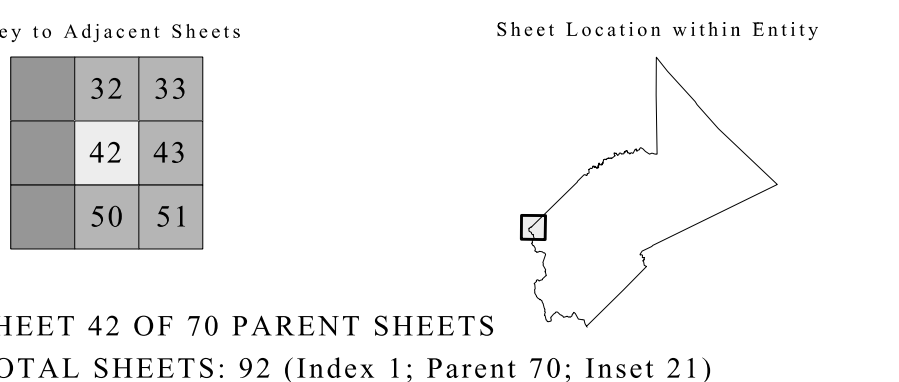 ey to Adjacent Sheets
Sheet Location within Entity
32 33
42 43
50 51
HEET 42 OF 70 PARENT SHEETS
OTAL SHEETS: 92 (Index 1; Parent 70; Inset 21)